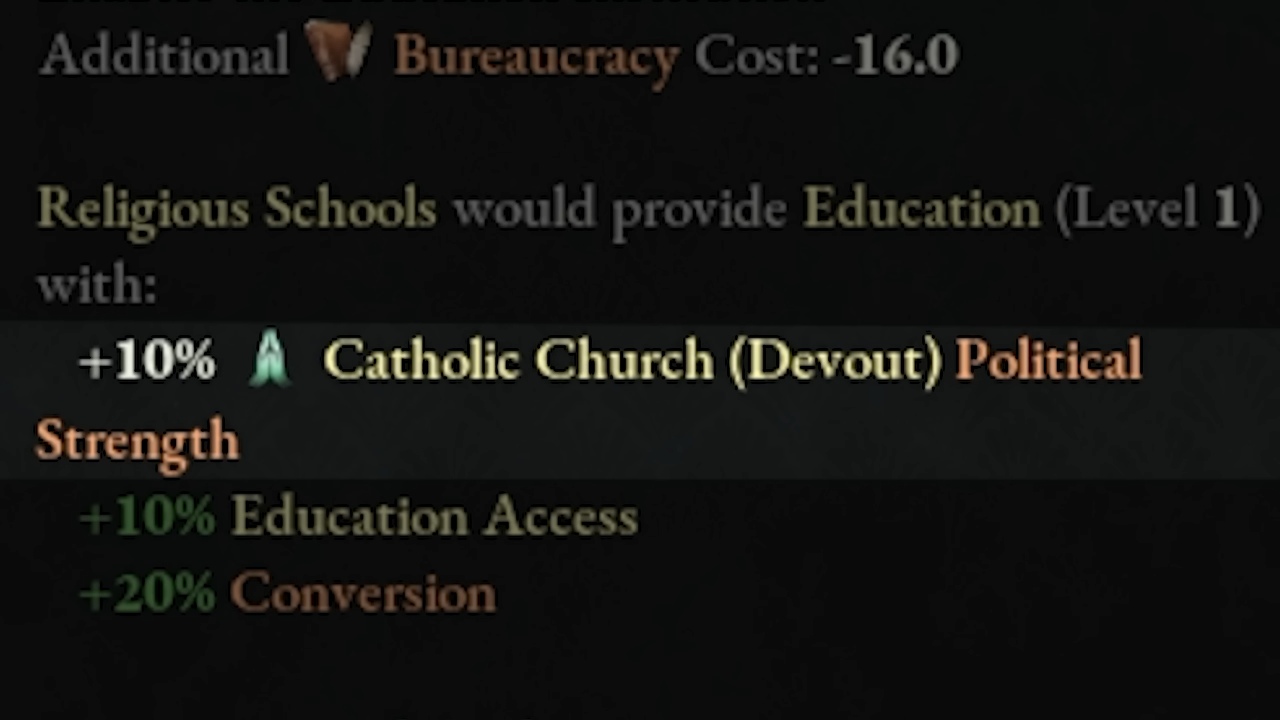 Additional Bureaucracy Cost: -16.0
Religious Schools would provide Education (Level 1)
with:
+10% Catholic Church (Devout) Political
Strength
+10% Education Access
+20% Conversion